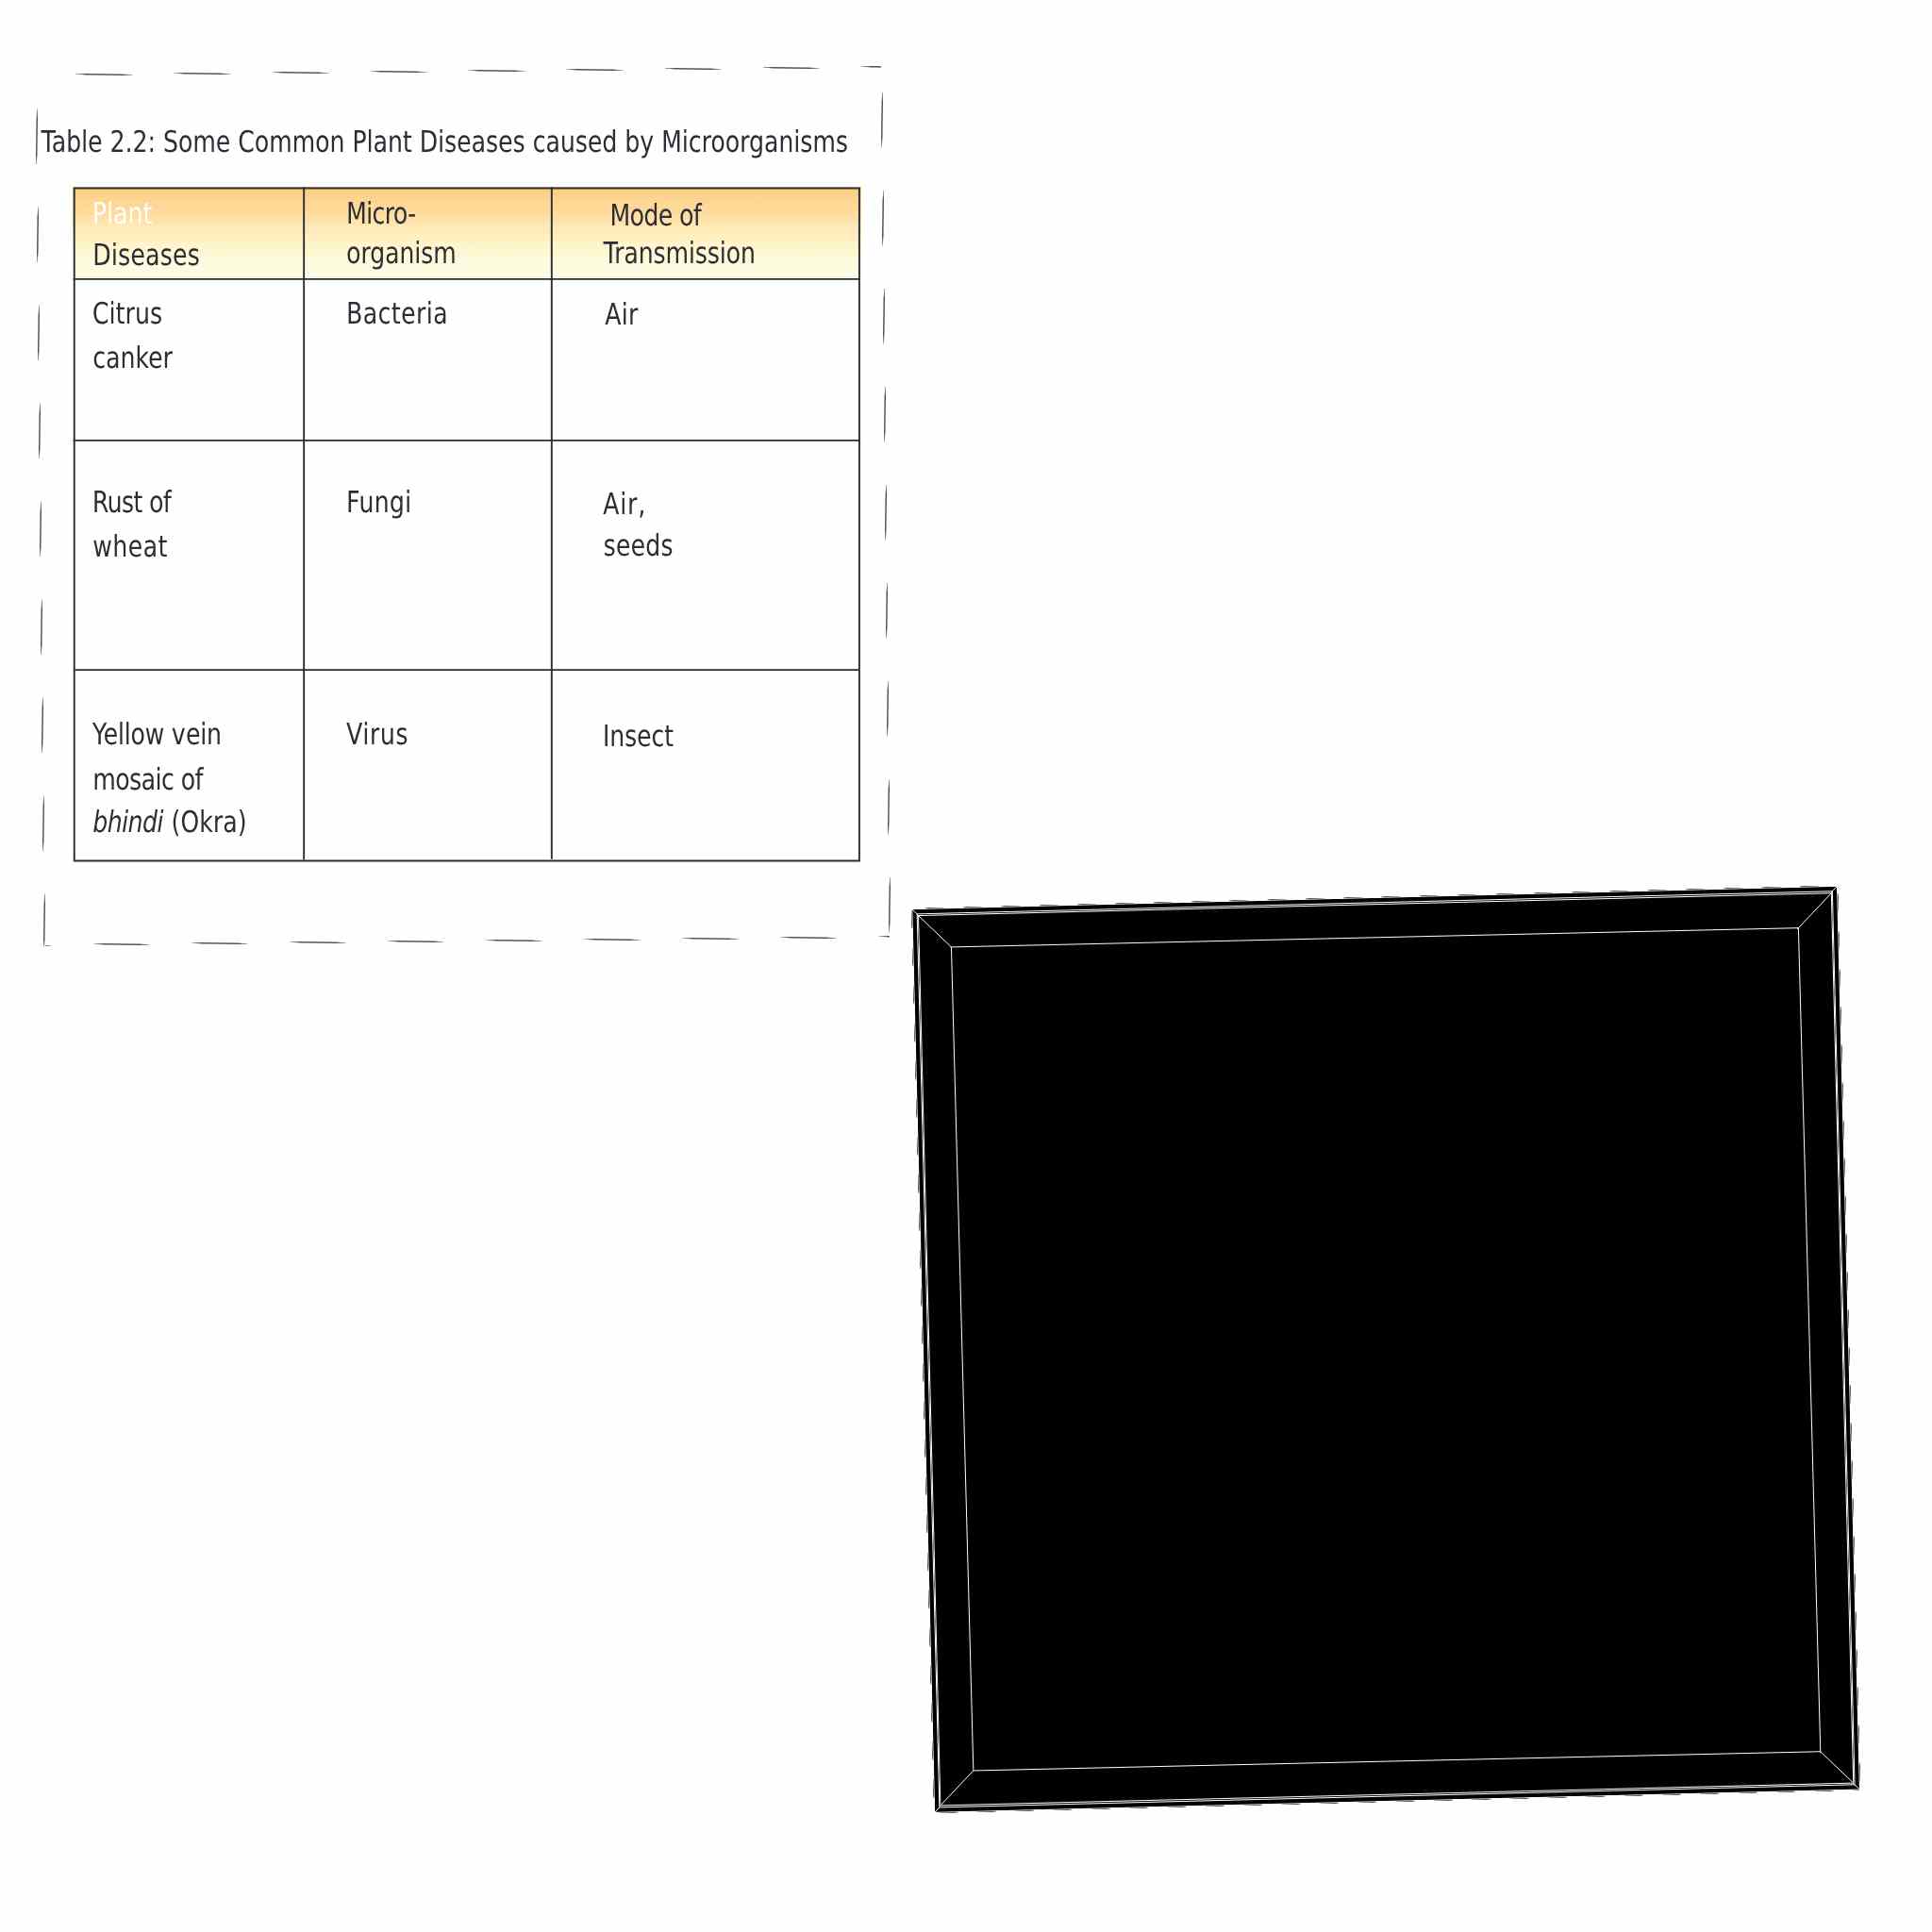 Table 2.2: Some Common Plant Diseases caused by Microorganisms
Plant
Diseases
Micro-
organism
Mode of
Transmission
Citrus
canker
Bacteria
Air
Rust of
wheat
Fungi
Air,
seeds
Yellow vein
mosaic of
bhindi (Okra)
Virus
Insect